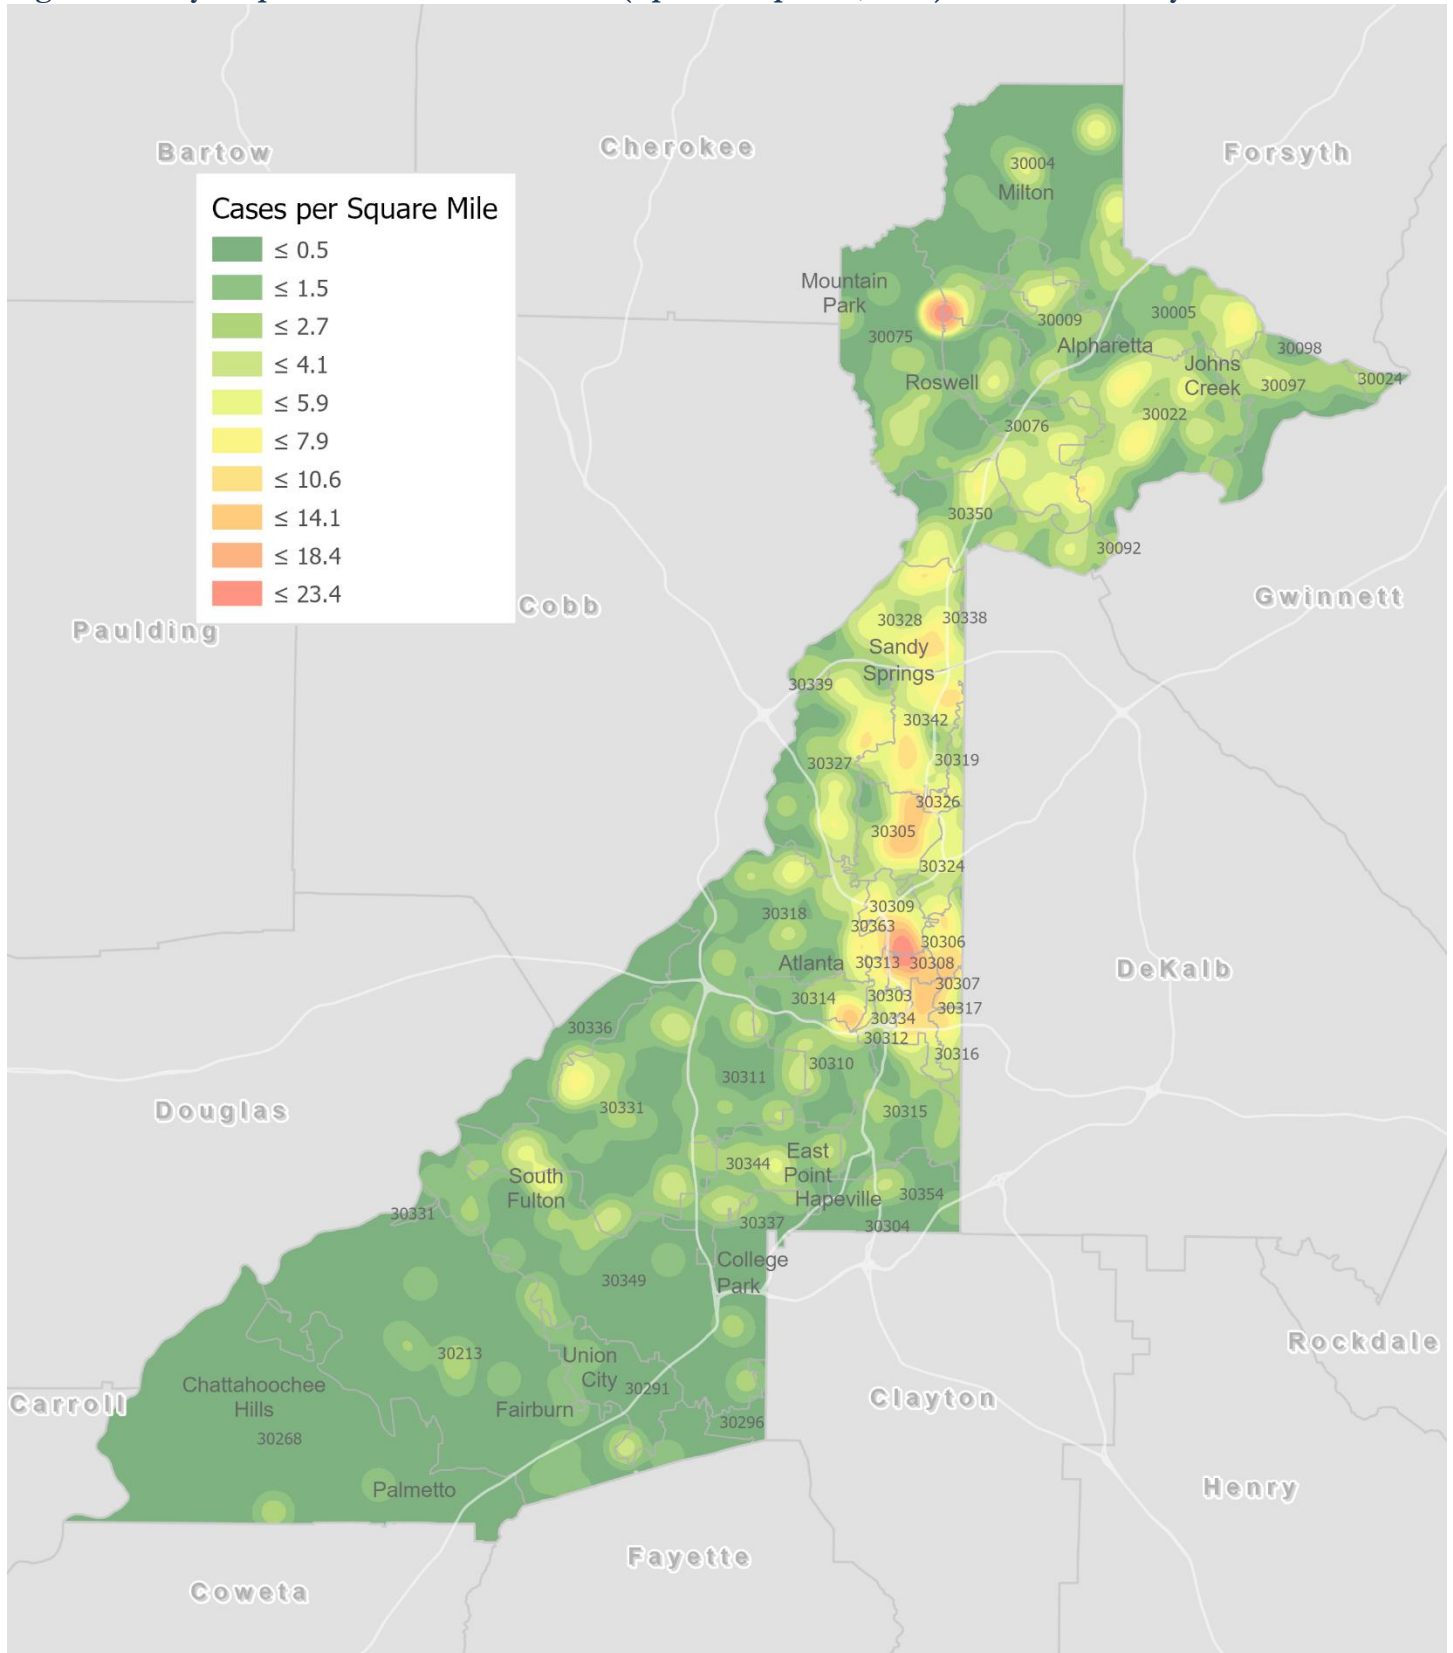 Bartow
Cherokee
Forsyth
Cases per Square Mile
≤ 0.5
≤ 1.5
≤ 2.7
≤ 4.1
≤ 5.9
≤ 7.9
≤ 10.6
≤ 14.1
≤ 18.4
≤ 23.4
30004
Milton
Mountain
Park
30005
30009
30075
Alpharetta
30098
Johns
Creek
30097
30024
Roswell
30022
30076
30350
30092
Gwinnett
Cobb
Paulding
30328
30338
Sandy
Springs
30339
30342
30327
30319
30326
30305
30324
30309
30318
30363
30306
Atlanta
30313
30308
DeKalb
30307
30314
30303
30317
30334
30336
30312
30316
30310
30311
Douglas
30331
30315
East
Point
30344
South
Fulton
Hapeville
30354
30331
30337
30304
College
Park
30349
Rockdale
30213
Union
City
30291
Chattahoochee
Hills
Carroll
Fairburn
Clayton
30296
30268
Palmetto
Henry
Fayette
Coweta